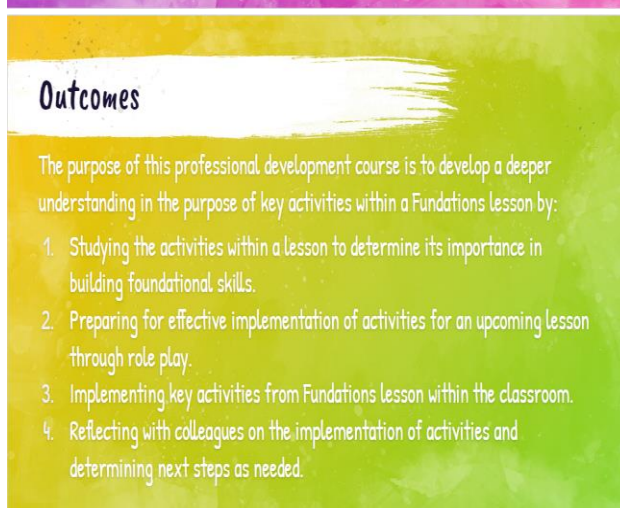 Outcomes
The purpose of this professional development course is to develop a deeper
understanding in the purpose of key activities within a Fundations lesson by:
1. Studying the activities within a lesson to determine its importance in
building foundational skills.
2. Preparing for effective implementation of activities for an upcoming lesson
through role play.
3. Implementing key activities from Fundations lesson within the classroom.
4. Reflecting with colleagues on the implementation of activities and
determining next steps as needed.